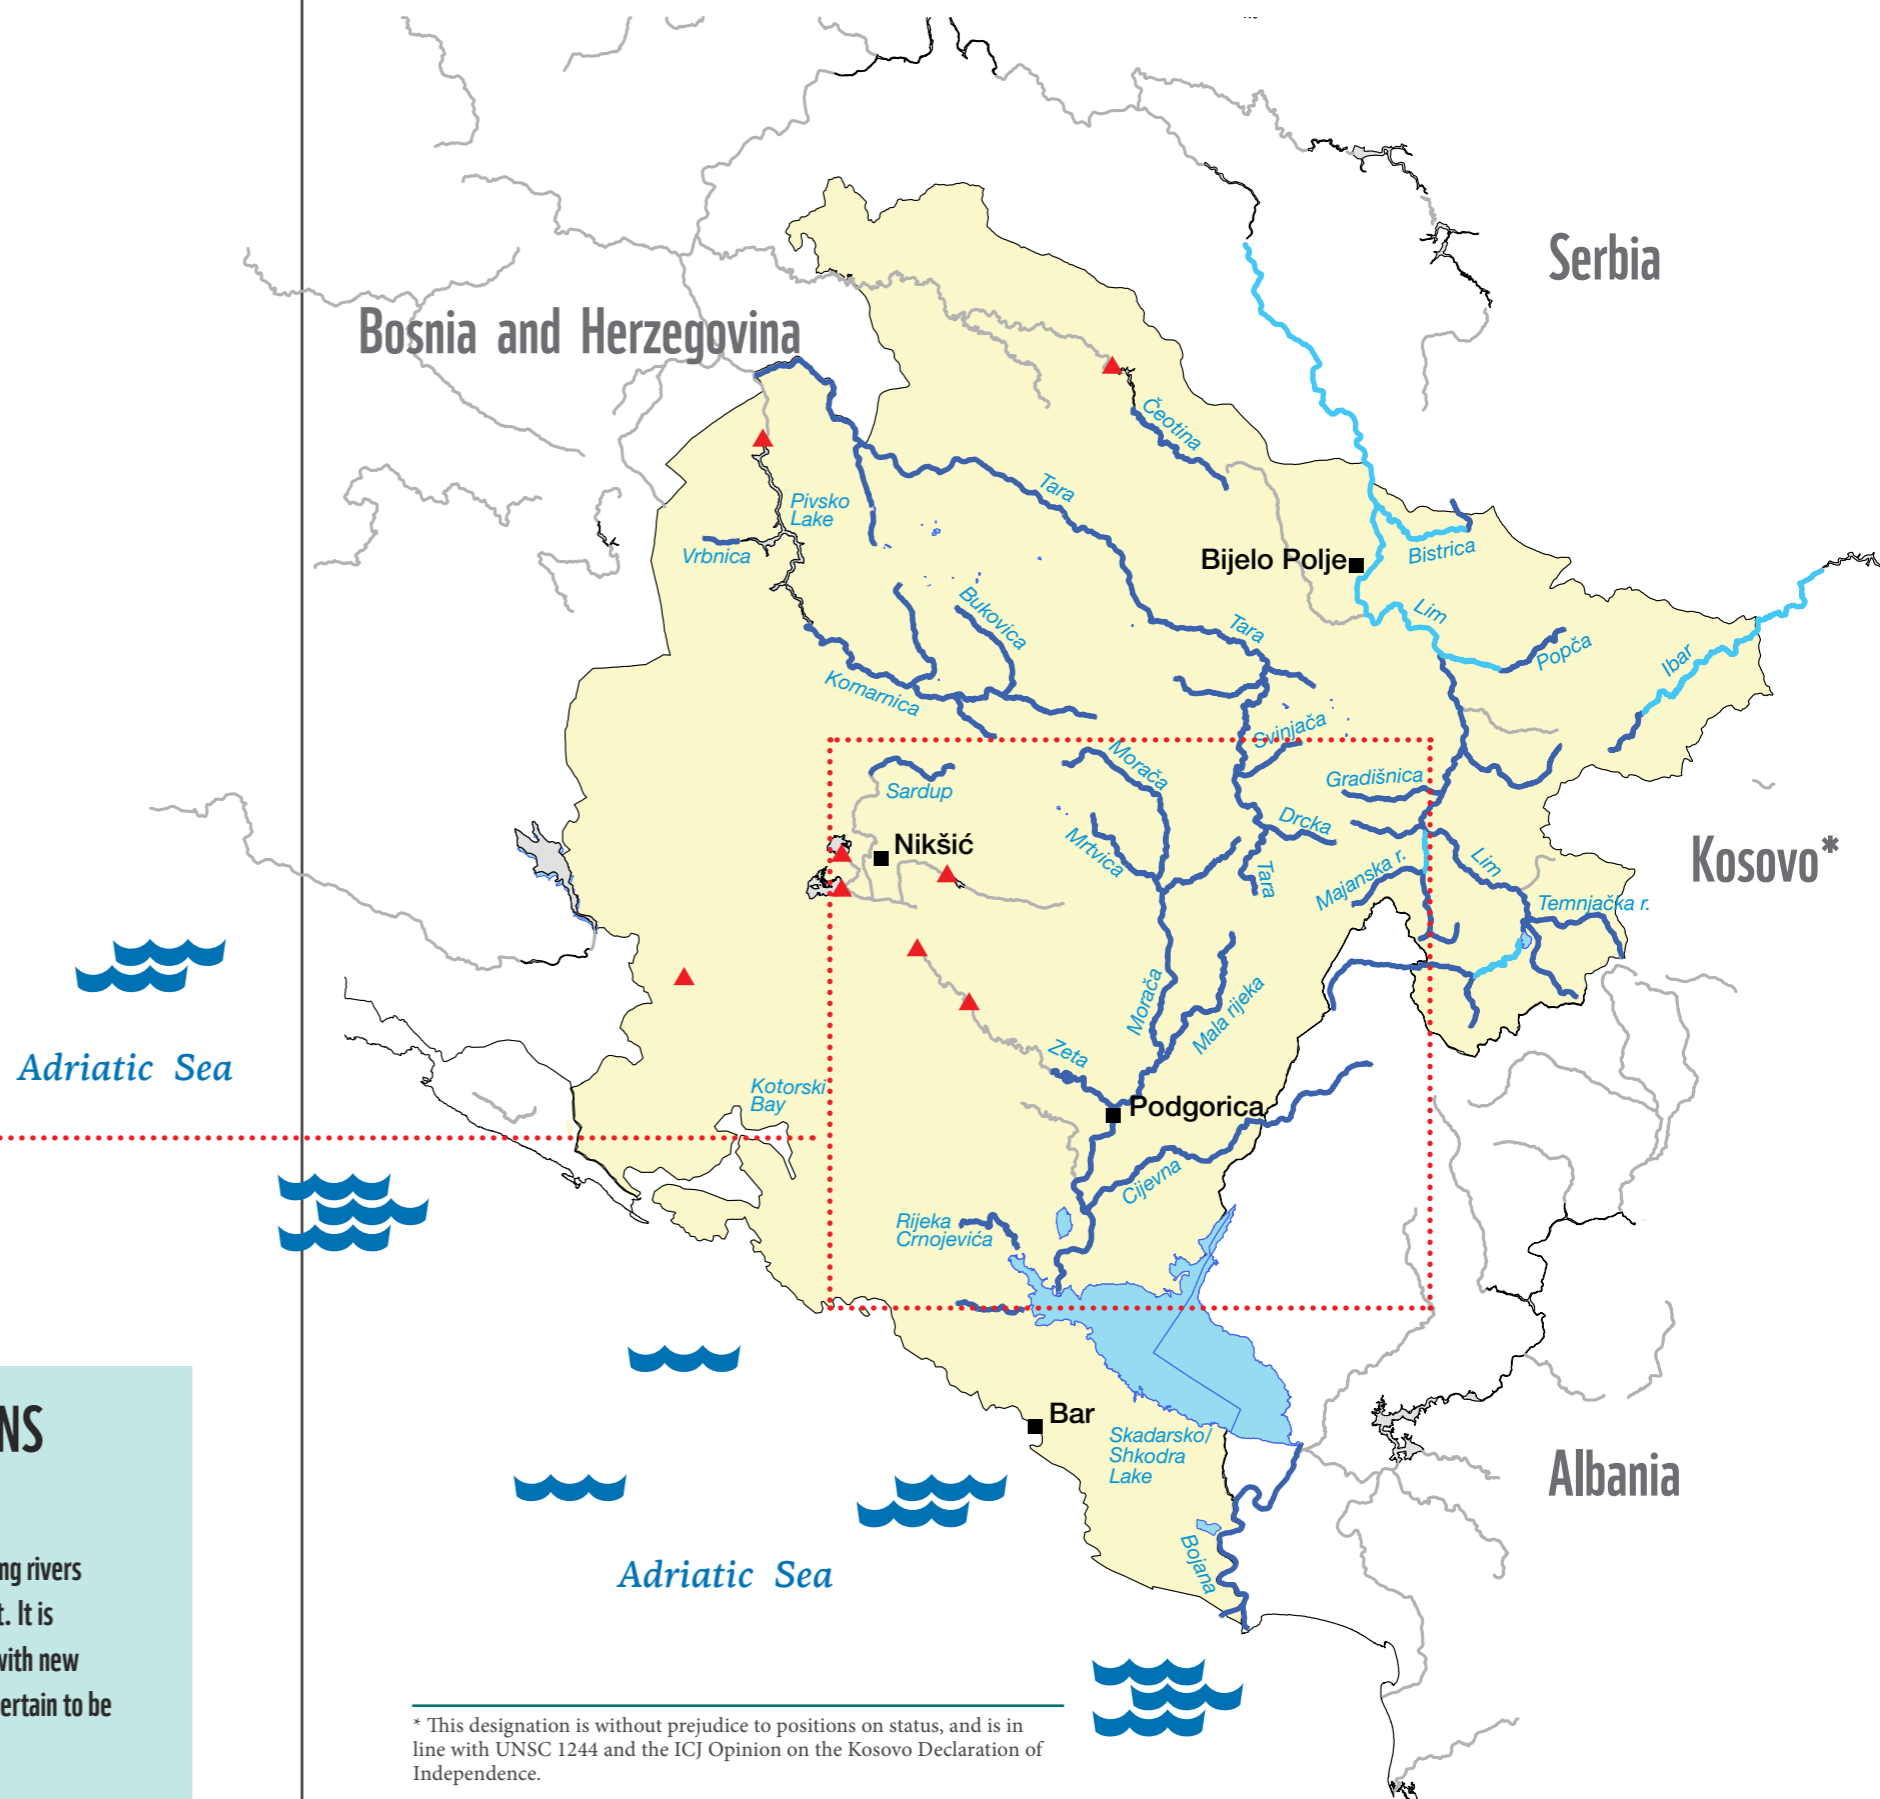 Serbia
Bosnia and Herzegovina
Čeotina
Tara
Pivsko
Lake
Vrbnica
Bijelo Polje
Bistrica
Bukovica
Lim
Tara
Popča
Ibar
Komarnica
Svinjača
Morača
Gradišnica
Sardup
Drcka
Nikšić
Mrtvica
Kosovo*
Lim
Tara
Majanska r.
Temnjačka r.
Morača
Mala rijeka
Adriatic Sea
Zeta
Kotorski
Bay
Podgorica
Cijevna
Rijeka
Crnojevića
NS
Bar
Skadarsko/
Shkodra
Lake
Albania
Bojana
Adriatic Sea
ng rivers
t. It is
with new
ertain to be
* This designation is without prejudice to positions on status, and is in
line with UNSC 1244 and the ICJ Opinion on the Kosovo Declaration of
Independence.